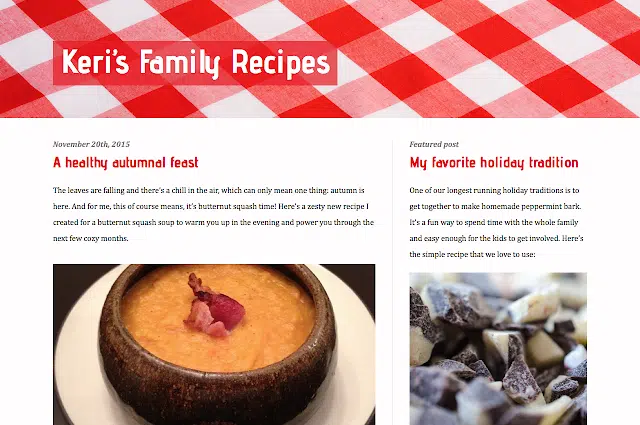 Keri's Family Recipes
November 20th, 2015
A healthy autumnal feast
The leaves are falling and there's a chill in the air, which can only mean one thing: autumn is
here. And for me, this of course means, it's butternut squash time! Here's a zesty new recipe I
created for a butternut squash soup to warm you up in the evening and power you through the
next few cozy months.
Featured post
My favorite holiday tradition
One of our longest running holiday traditions is to
get together to make homemade peppermint bark.
It's a fun way to spend time with the whole family
and easy enough for the kids to get involved. Here's
the simple recipe that we love to use: